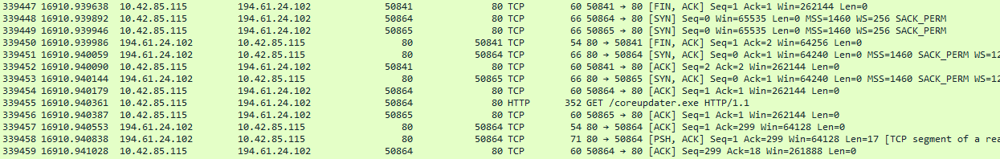 339447 16910.939638 10.42.85.115 194.61.24.102 50841 80 TCP 60 50841 → 80 [FIN, ACK] Seq=1 Ack=1 Win=262144 Len=0
339448 16910.939892 10.42.85.115 194.61.24.102 50864 80 TCP 66 50864 → 80 [SYN] Seq=0 Win=65535 Len=0 MSS=1460 WS=256 SACK_PERM
339449 16910.939946 10.42.85.115 194.61.24.102 50865 80 TCP 66 50865 → 80 [SYN] Seq=0 Win=65535 Len=0 MSS=1460 WS=256 SACK_PERM
339450 16910.939986 194.61.24.102 10.42.85.115 80 50841 TCP 54 80 → 50841 [FIN, ACK] Seq=1 Ack=2 Win=64256 Len=0
339451 16910.940059 194.61.24.102 10.42.85.115 80 50864 TCP 66 80 → 50864 [SYN, ACK] Seq=0 Ack=1 Win=64240 Len=0 MSS=1460 SACK_PERM WS=12
339452 16910.940090 10.42.85.115 194.61.24.102 50841 80 TCP 60 50841 → 80 [ACK] Seq=2 Ack=2 Win=262144 Len=0
339453 16910.940144 194.61.24.102 10.42.85.115 80 50865 TCP 66 80 → 50865 [SYN, ACK] Seq=0 Ack=1 Win=64240 Len=0 MSS=1460 SACK_PERM WS=12
339454 16910.940179 10.42.85.115 194.61.24.102 50864 80 TCP 60 50864 → 80 [ACK] Seq=1 Ack=1 Win=262144 Len=0
339455 16910.940361 10.42.85.115 194.61.24.102 50864 80 HTTP 352 GET /coreupdater.exe HTTP/1.1
339456 16910.940387 10.42.85.115 194.61.24.102 50865 80 TCP 60 50865 → 80 [ACK] Seq=1 Ack=1 Win=262144 Len=0
339457 16910.940553 194.61.24.102 10.42.85.115 80 50864 TCP 54 80 → 50864 [ACK] Seq=1 Ack=299 Win=64128 Len=0
339458 16910.940838 194.61.24.102 10.42.85.115 80 50864 TCP 71 80 → 50864 [PSH, ACK] Seq=1 Ack=299 Win=64128 Len=17 [TCP segment of a rea
339459 16910.941028 10.42.85.115 194.61.24.102 50864 80 TCP 60 50864 → 80 [ACK] Seq=299 Ack=18 Win=261888 Len=0